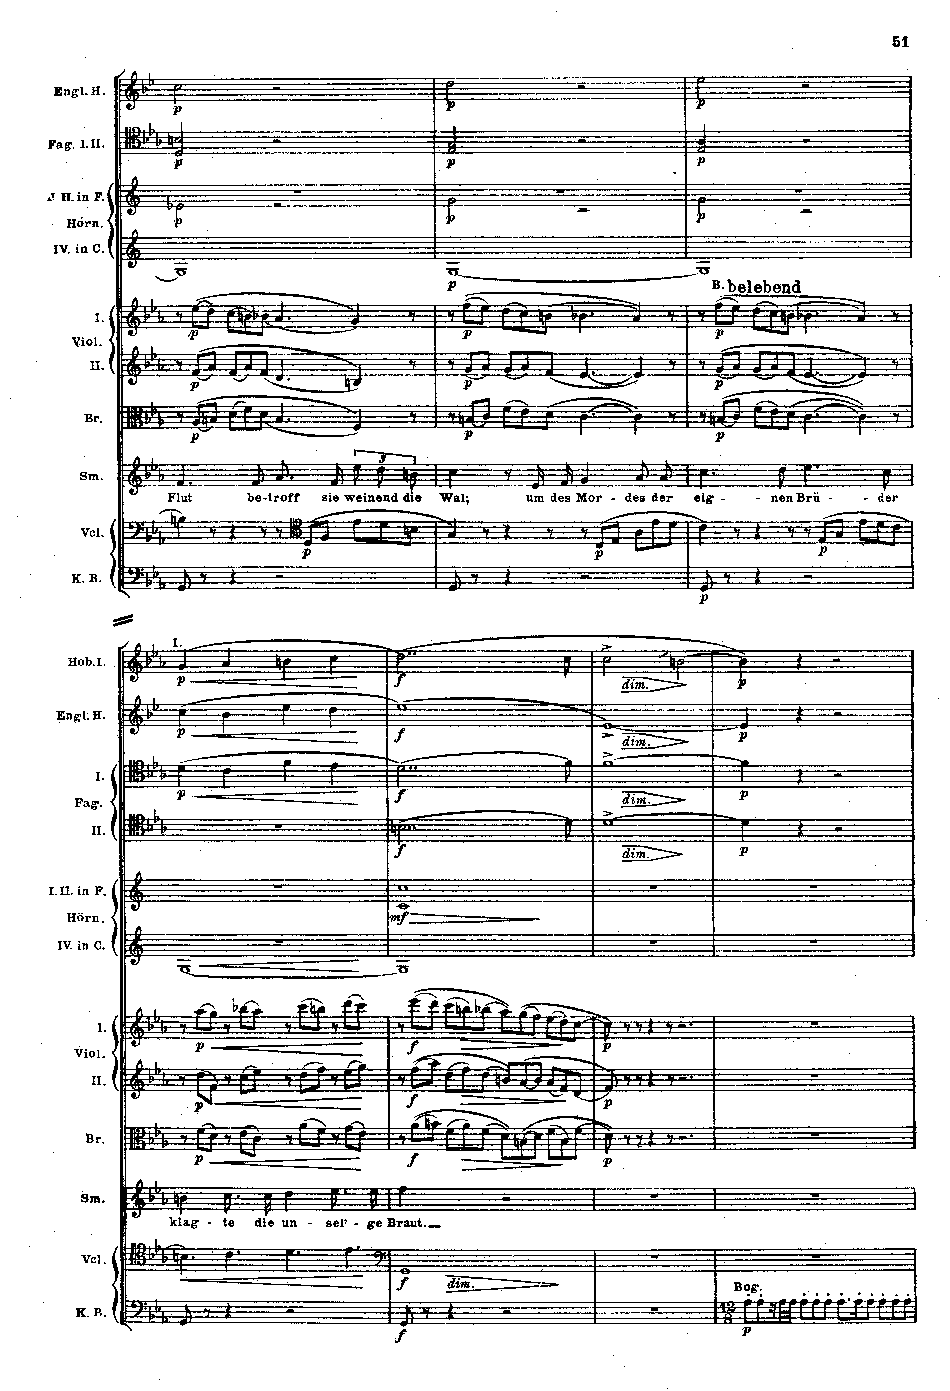 51
Engl. H.
p p p
Fag. I. II.
p p p
H. in F.
Hörn.
p p p
IV. in C.
p
B. belebend
I.
Viol.
p p p
II.
p p p
Br.
p p p
3
Sm.
Flut be-troff sie weinend die Wal; um des Mor - des der eig - - nen Brü - - der
Vcl.
p p p
K. B.
p
I.
Hob. I.
p f dim. p
Engl. H.
p f dim. p
I.
Fag.
p f dim. p
II.
f dim. p
I. II. in F.
Hörn.
mf
IV. in C.
I.
Viol.
p f p
II.
p f p
Br.
p f p
Sm.
klag - te die un - sel' - ge Braut.
Vcl.
f dim.
Bog.
K. B.
12
8
f p